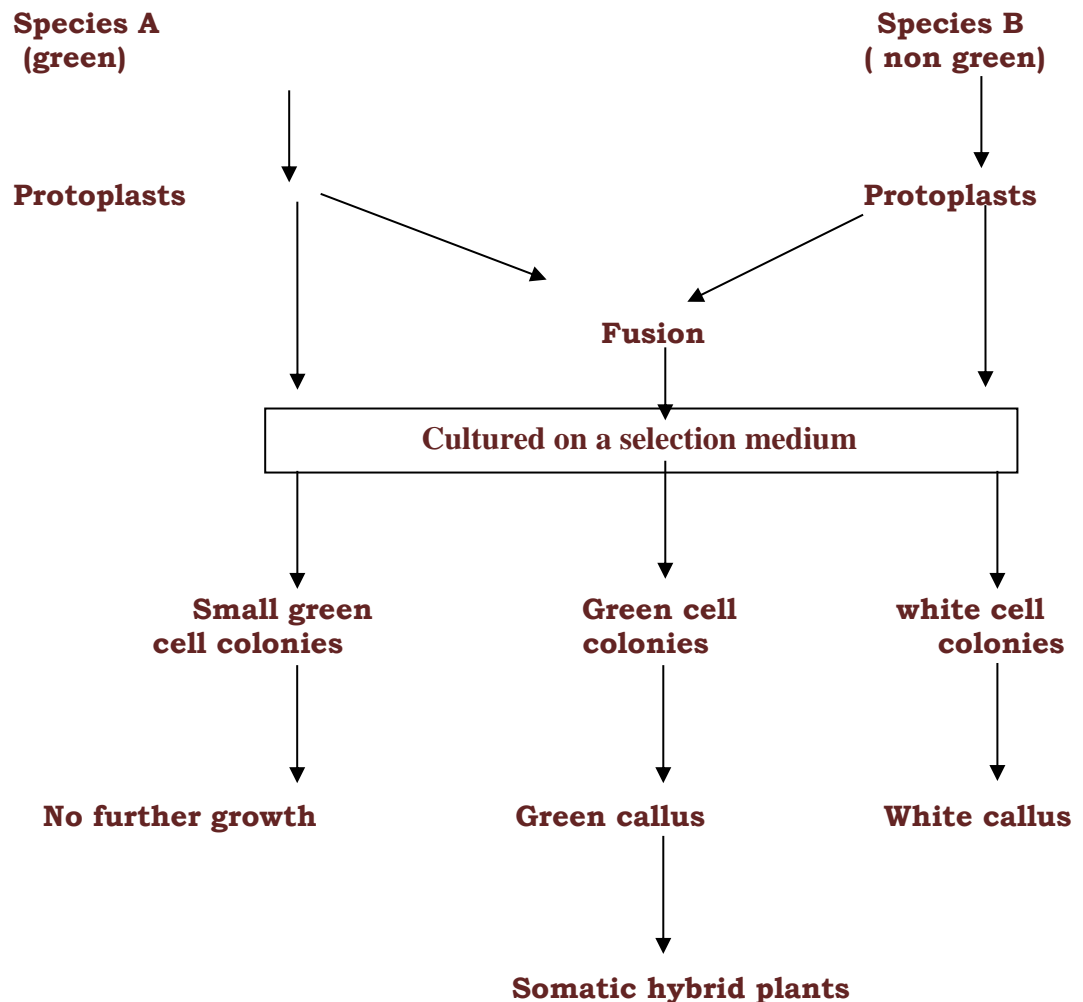 Species A
(green)
Species B
( non green)
Protoplasts
Protoplasts
Fusion
Cultured on a selection medium
Small green
cell colonies
Green cell
colonies
white cell
colonies
No further growth
Green callus
White callus
Somatic hybrid plants